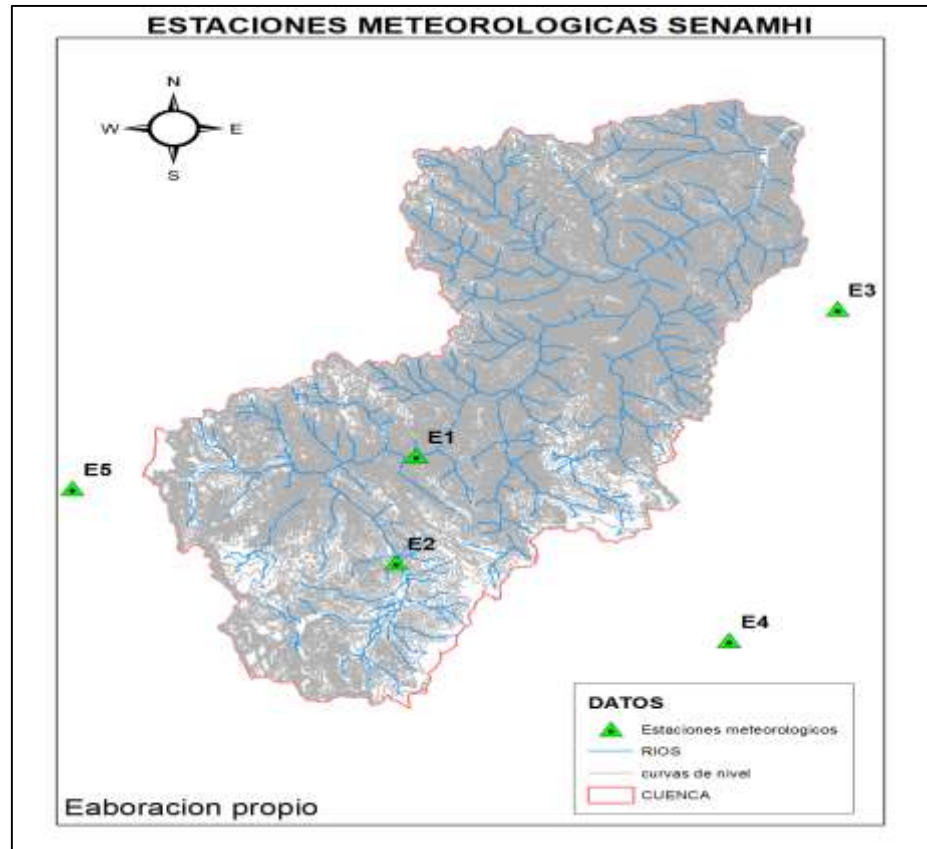 ESTACIONES METEOROLOGICAS SENAMHI
N
W E
S
E3
E1
E5
E2
E4
DATOS
Estaciones meteorologicos
RIOS
curvas de nivel
CUENCA
Eaboracion propio